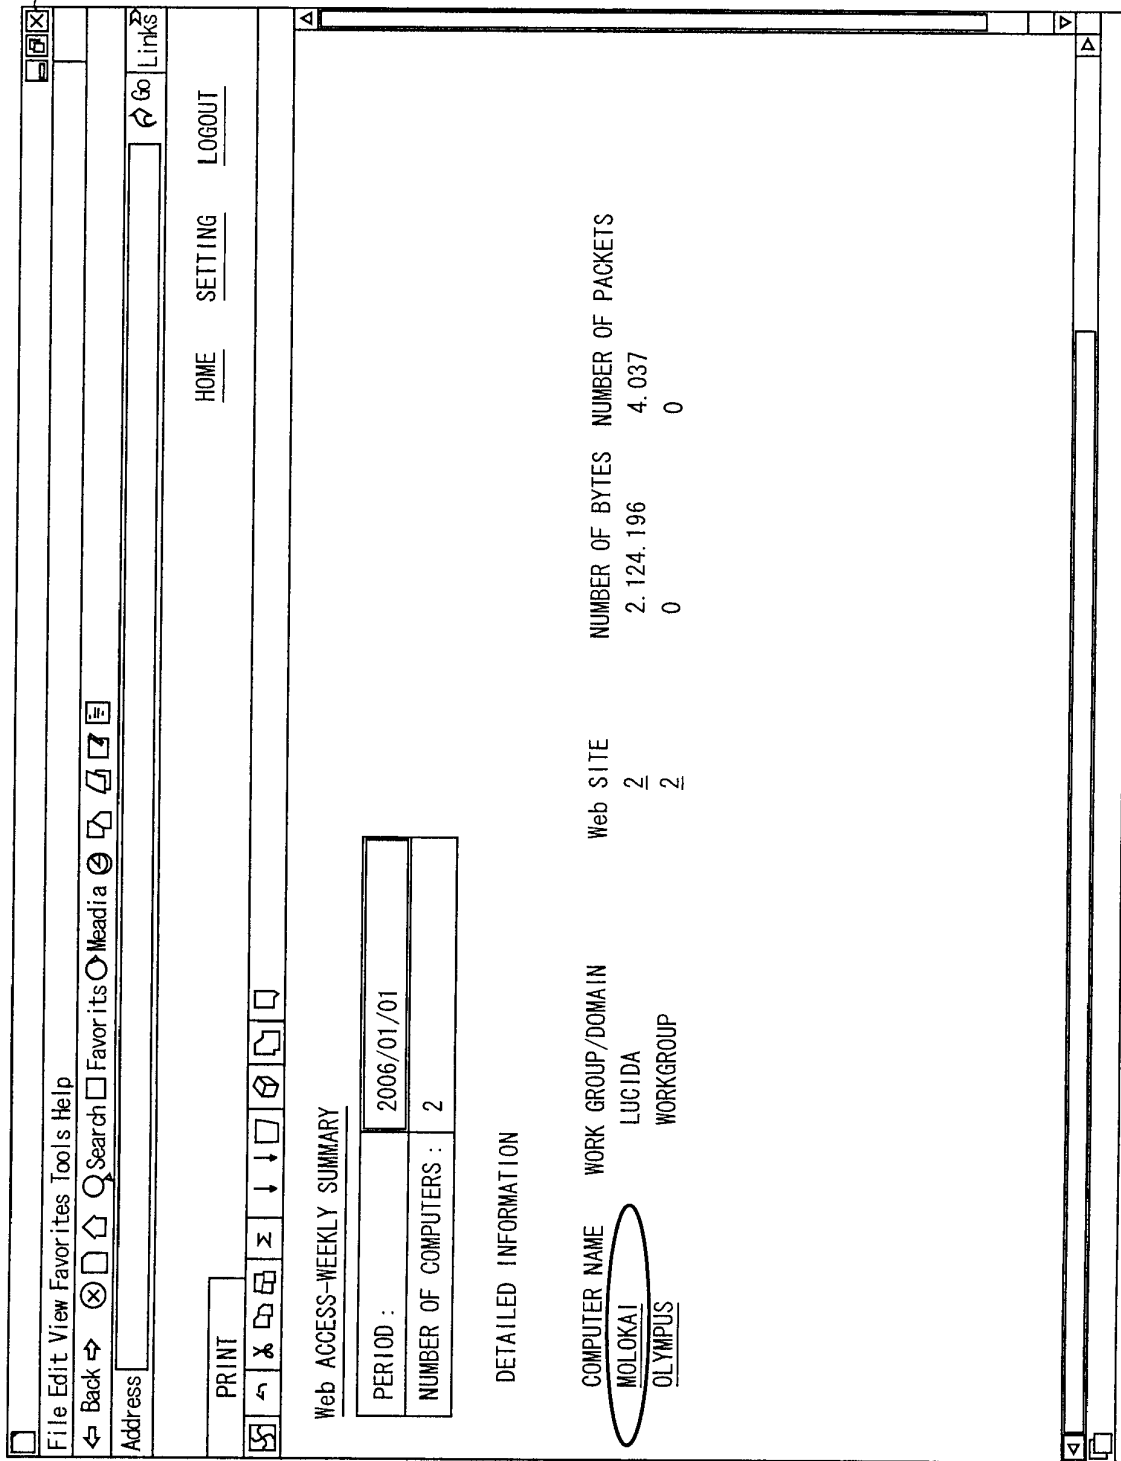 File Edit View Favorites Tools Help
Back Search Favorits Meadia
Address Go Links
HOME SETTING LOGOUT
PRINT
Web ACCESS-WEEKLY SUMMARY
PERIOD: 2006/01/01
NUMBER OF COMPUTERS: 2
DETAILED INFORMATION
COMPUTER NAME WORK GROUP/DOMAIN Web SITE NUMBER OF BYTES NUMBER OF PACKETS
MOLOKAI LUCIDA 2 2.124.196 4.037
OLYMPUS WORKGROUP 2 0 0